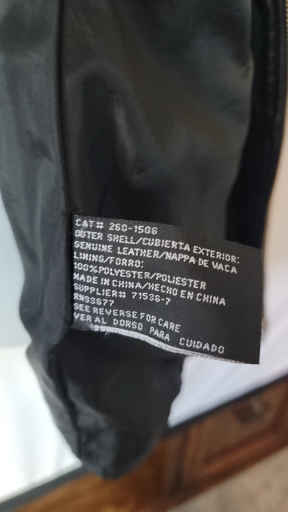 CAT# 260-1506
OUTER SHELL/CUBIERTA EXTERIOR:
GENUINE LEATHER/NAPPA DE VACA
LINING/FORRO:
100%POLYESTER/POLIESTER
MADE IN CHINA/HECHO EN CHINA
SUPPLIER# 71536-7
RN93677
SEE REVERSE FOR CARE
VER AL DORSO PARA CUIDADO